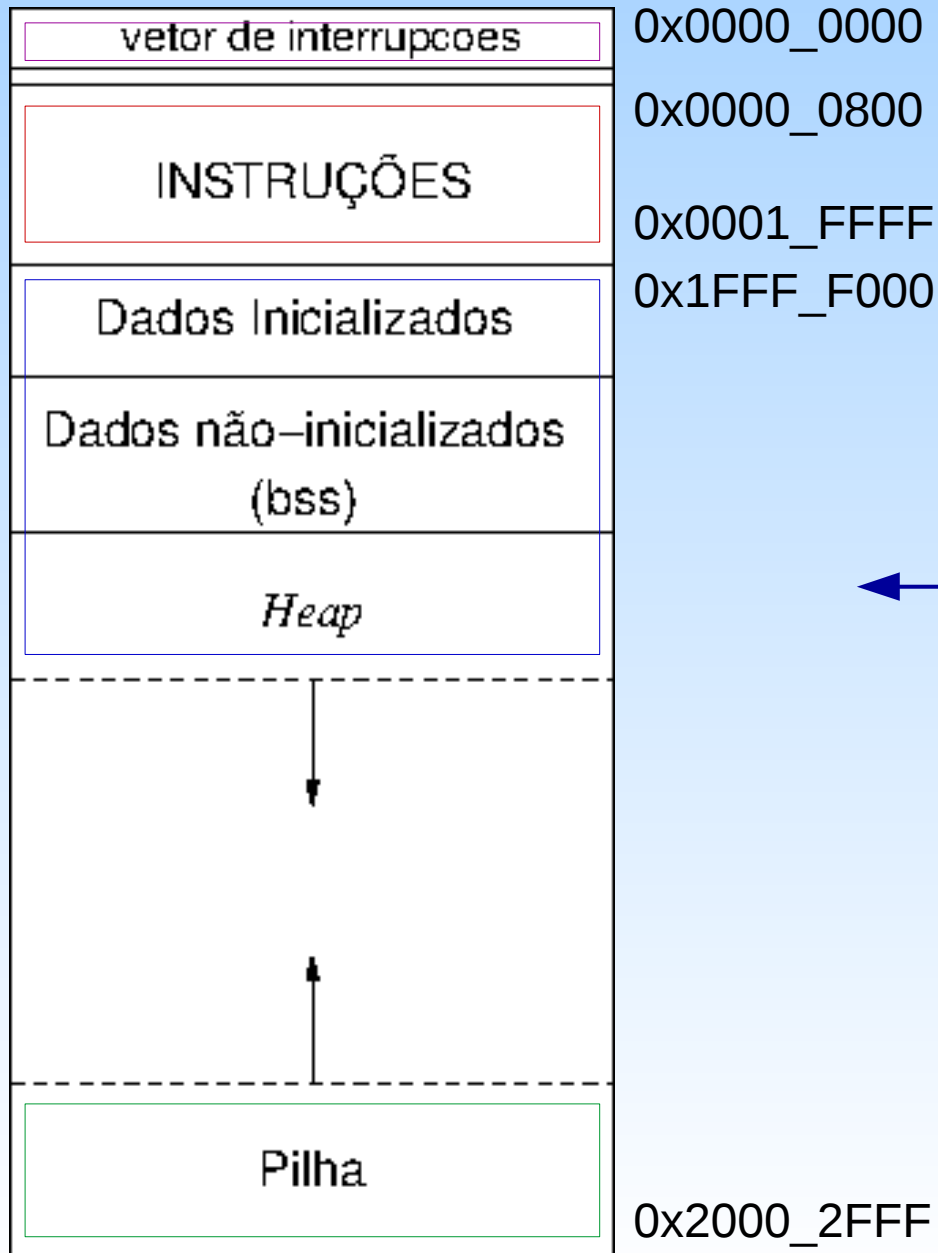 vetor de interrupcoes
0x0000_0000
0x0000_0800
INSTRUÇÕES
0x0001_FFFF
0x1FFF_F000
Dados Inicializados
Dados não–inicializados
(bss)
Heap
Pilha
0x2000_2FFF